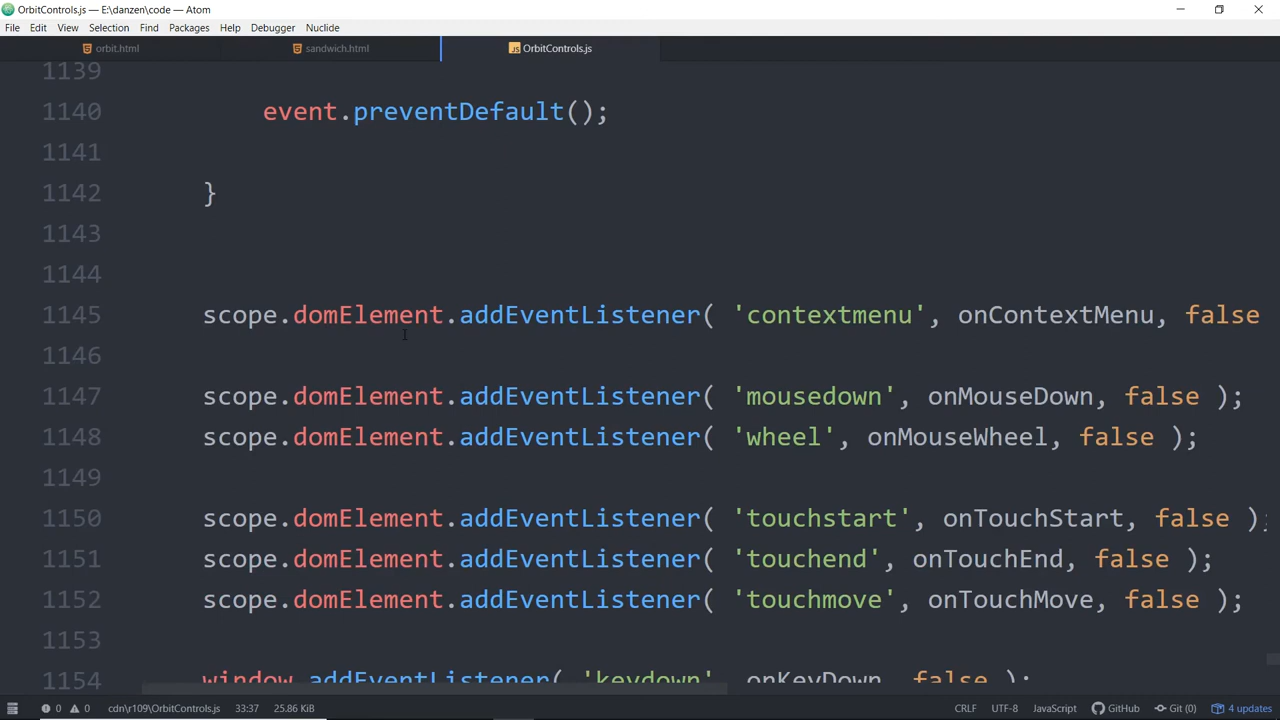 OrbitControls.js — E:\danzen\code — Atom
File Edit View Selection Find Packages Help Debugger Nuclide
orbit.html sandwich.html OrbitControls.js
1139
1140 event.preventDefault();
1141
1142 }
1143
1144
1145 scope.domElement.addEventListener( 'contextmenu', onContextMenu, false
1146
1147 scope.domElement.addEventListener( 'mousedown', onMouseDown, false );
1148 scope.domElement.addEventListener( 'wheel', onMouseWheel, false );
1149
1150 scope.domElement.addEventListener( 'touchstart', onTouchStart, false );
1151 scope.domElement.addEventListener( 'touchend', onTouchEnd, false );
1152 scope.domElement.addEventListener( 'touchmove', onTouchMove, false );
1153
1154 window.addEventListener( 'keydown', onKeyDown, false );
0 0 cdn\r109\OrbitControls.js 33:37 25.86 KiB CRLF UTF-8 JavaScript GitHub Git (0) 4 updates